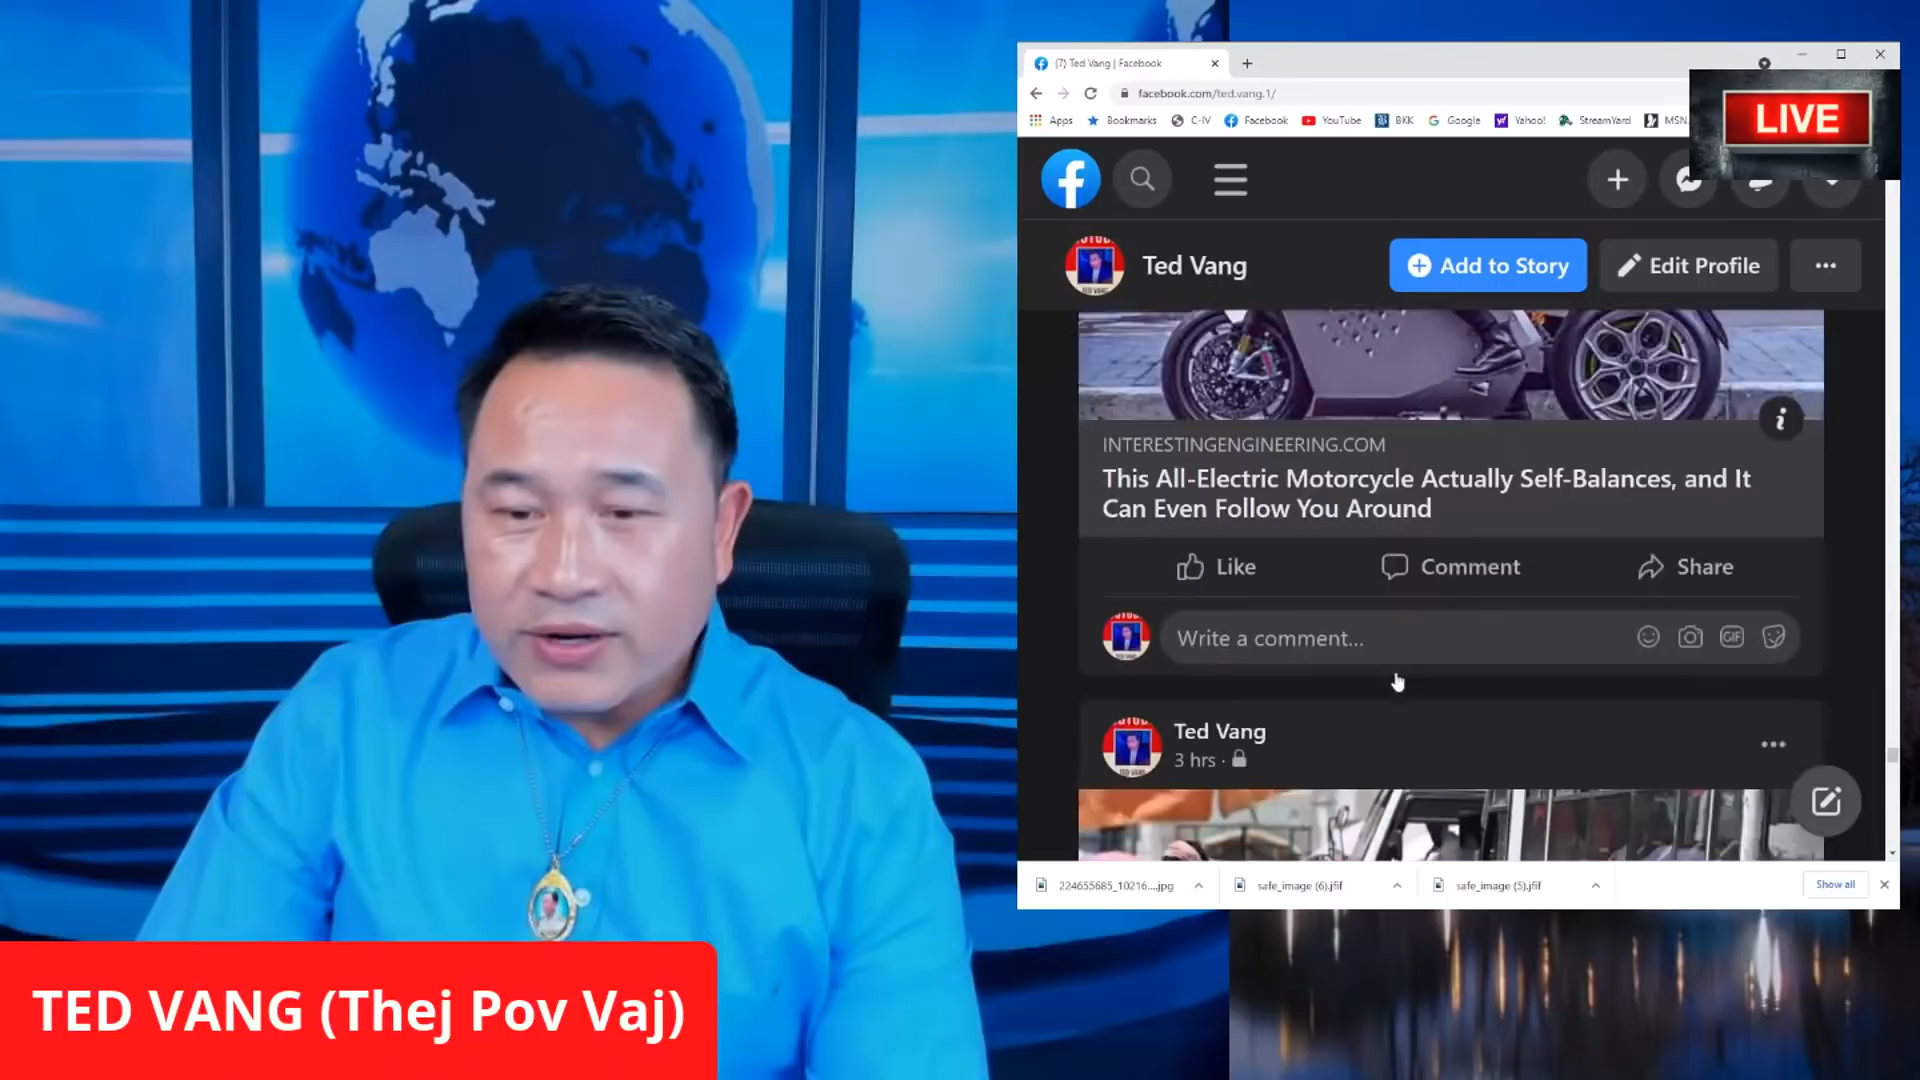 (7) Ted Vang | Facebook
facebook.com/ted.vang.1/
Apps Bookmarks C-IV Facebook YouTube BKK Google Yahoo! StreamYard MSN
LIVE
Ted Vang
Add to Story
Edit Profile
INTERESTINGENGINEERING.COM
This All-Electric Motorcycle Actually Self-Balances, and It
Can Even Follow You Around
Like Comment Share
Write a comment...
GIF
Ted Vang
3 hrs ·
224655685_10216....jpg safe_image (6).jfif safe_image (5).jfif Show all
TED VANG (Thej Pov Vaj)